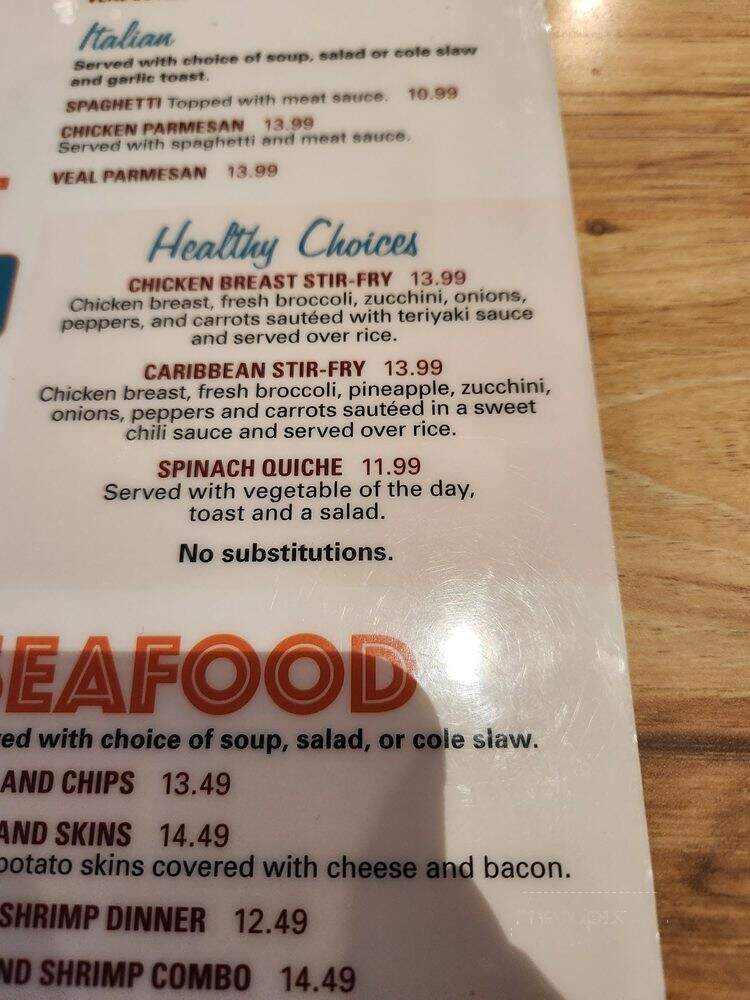 Italian
Served with choice of soup, salad or cole slaw
and garlic toast.
SPAGHETTI Topped with meat sauce. 10.99
CHICKEN PARMESAN 13.99
Served with spaghetti and meat sauce.
VEAL PARMESAN 13.99
Healthy Choices
CHICKEN BREAST STIR-FRY 13.99
Chicken breast, fresh broccoli, zucchini, onions,
peppers, and carrots sautéed with teriyaki sauce
and served over rice.
CARIBBEAN STIR-FRY 13.99
Chicken breast, fresh broccoli, pineapple, zucchini,
onions, peppers and carrots sautéed in a sweet
chili sauce and served over rice.
SPINACH QUICHE 11.99
Served with vegetable of the day,
toast and a salad.
No substitutions.
SEAFOOD
ed with choice of soup, salad, or cole slaw.
AND CHIPS 13.49
AND SKINS 14.49
potato skins covered with cheese and bacon.
SHRIMP DINNER 12.49
ND SHRIMP COMBO 14.49